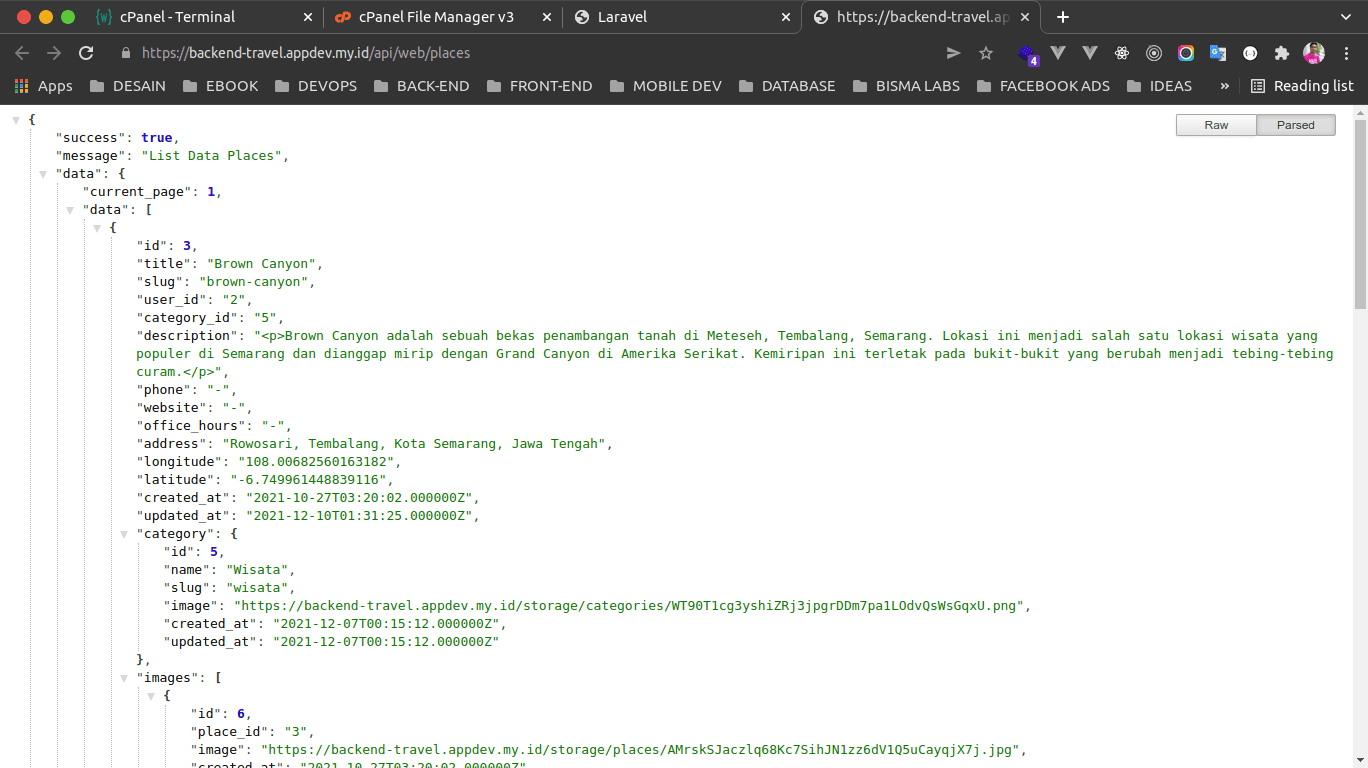 cPanel - Terminal
cPanel File Manager v3
Laravel
https://backend-travel.ap
https://backend-travel.appdev.my.id/api/web/places
4
Apps
DESAIN
EBOOK
DEVOPS
BACK-END
FRONT-END
MOBILE DEV
DATABASE
BISMA LABS
FACEBOOK ADS
IDEAS
»
Reading list
Raw
Parsed
{
"success": true,
"message": "List Data Places",
"data": {
"current_page": 1,
"data": [
{
"id": 3,
"title": "Brown Canyon",
"slug": "brown-canyon",
"user_id": "2",
"category_id": "5",
"description": "<p>Brown Canyon adalah sebuah bekas penambangan tanah di Meteseh, Tembalang, Semarang. Lokasi ini menjadi salah satu lokasi wisata yang
populer di Semarang dan dianggap mirip dengan Grand Canyon di Amerika Serikat. Kemiripan ini terletak pada bukit-bukit yang berubah menjadi tebing-tebing
curam.</p>",
"phone": "-",
"website": "-",
"office_hours": "-",
"address": "Rowosari, Tembalang, Kota Semarang, Jawa Tengah",
"longitude": "108.00682560163182",
"latitude": "-6.749961448839116",
"created_at": "2021-10-27T03:20:02.000000Z",
"updated_at": "2021-12-10T01:31:25.000000Z",
"category": {
"id": 5,
"name": "Wisata",
"slug": "wisata",
"image": "https://backend-travel.appdev.my.id/storage/categories/WT90T1cg3yshiZRj3jpgrDDm7pa1LOdvQsWsGqxU.png",
"created_at": "2021-12-07T00:15:12.000000Z",
"updated_at": "2021-12-07T00:15:12.000000Z"
},
"images": [
{
"id": 6,
"place_id": "3",
"image": "https://backend-travel.appdev.my.id/storage/places/AMrskSJaczlq68Kc7SihJN1zz6dV1Q5uCayqjX7j.jpg",
"created_at": "2021-10-27T03:20:02.000000Z"